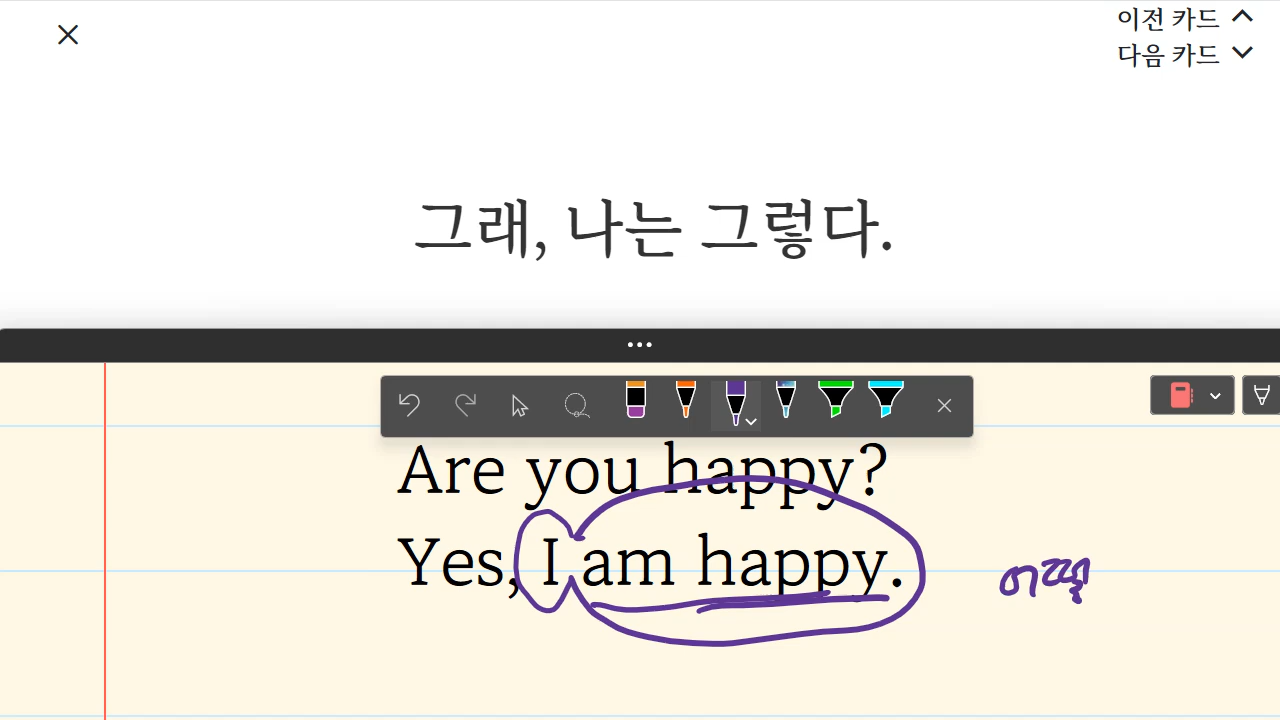 이전 카드
다음 카드
그래, 나는 그렇다.
Are you happy?
Yes, I am happy.